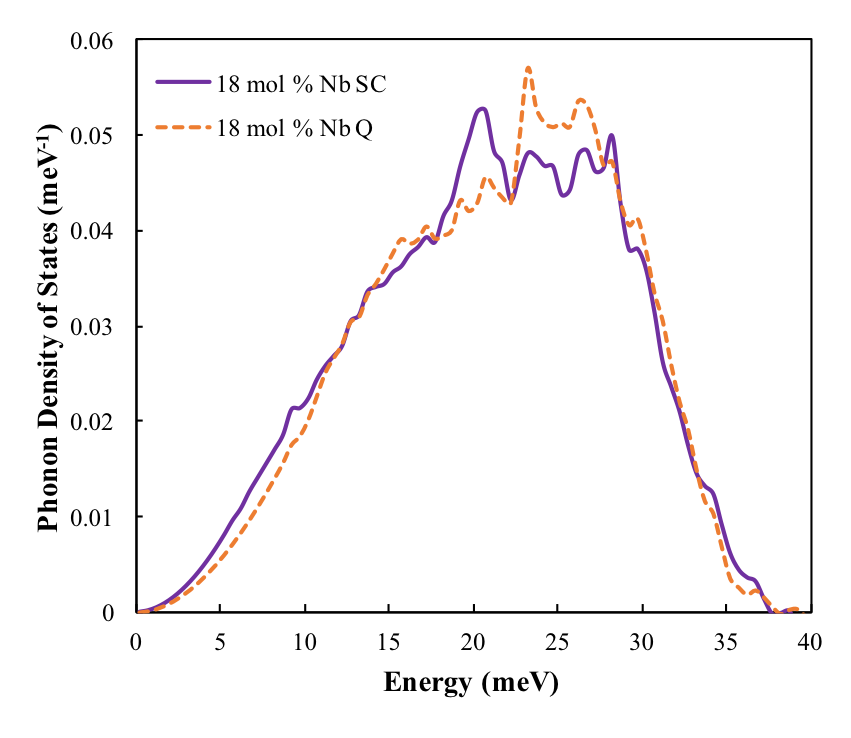 0.06
18 mol % Nb SC
18 mol % Nb Q
0.05
0.04
0.03
0.02
0.01
0
Phonon Density of States (meV⁻¹)
0 5 10 15 20 25 30 35 40
Energy (meV)